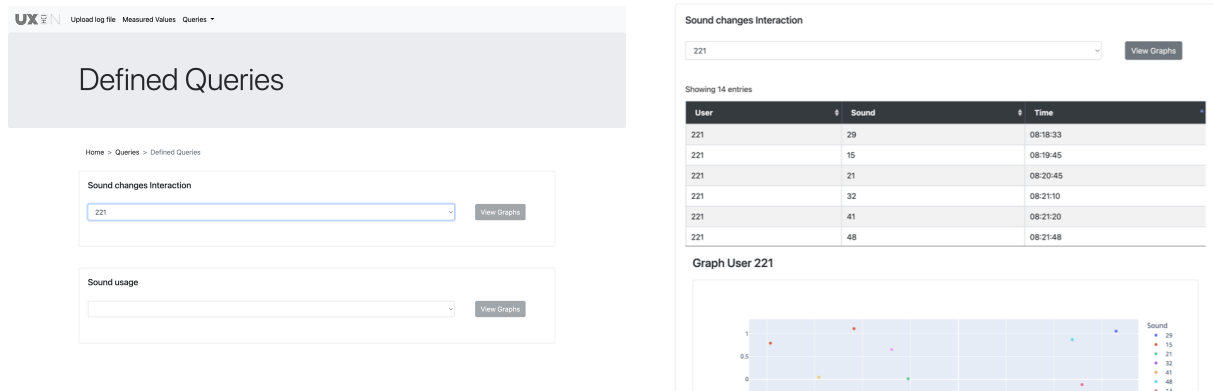 UX Upload log file Measured Values Queries
Defined Queries
Home > Queries > Defined Queries
Sound changes Interaction
221 View Graphs
Sound usage
View Graphs
Sound changes Interaction
221 View Graphs
Showing 14 entries
User Sound Time
221 29 08:18:33
221 15 08:19:45
221 21 08:20:45
221 32 08:21:10
221 41 08:21:20
221 48 08:21:48
Graph User 221
1
0.5
0
Sound
29
15
21
32
41
48